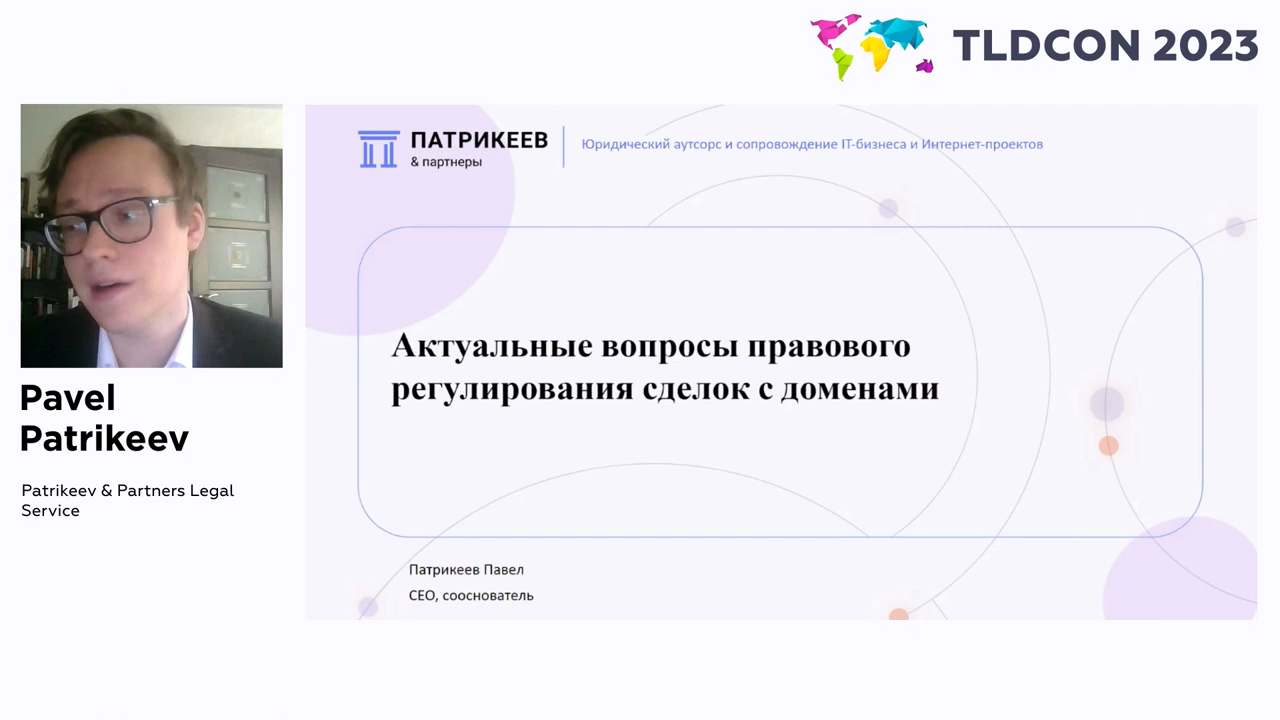 TLDCON 2023
ПАТРИКЕЕВ
& партнеры
Юридический аутсорс и сопровождение IT-бизнеса и Интернет-проектов
Актуальные вопросы правового
регулирования сделок с доменами
Патрикеев Павел
CEO, сооснователь
Pavel
Patrikeev
Patrikeev & Partners Legal
Service